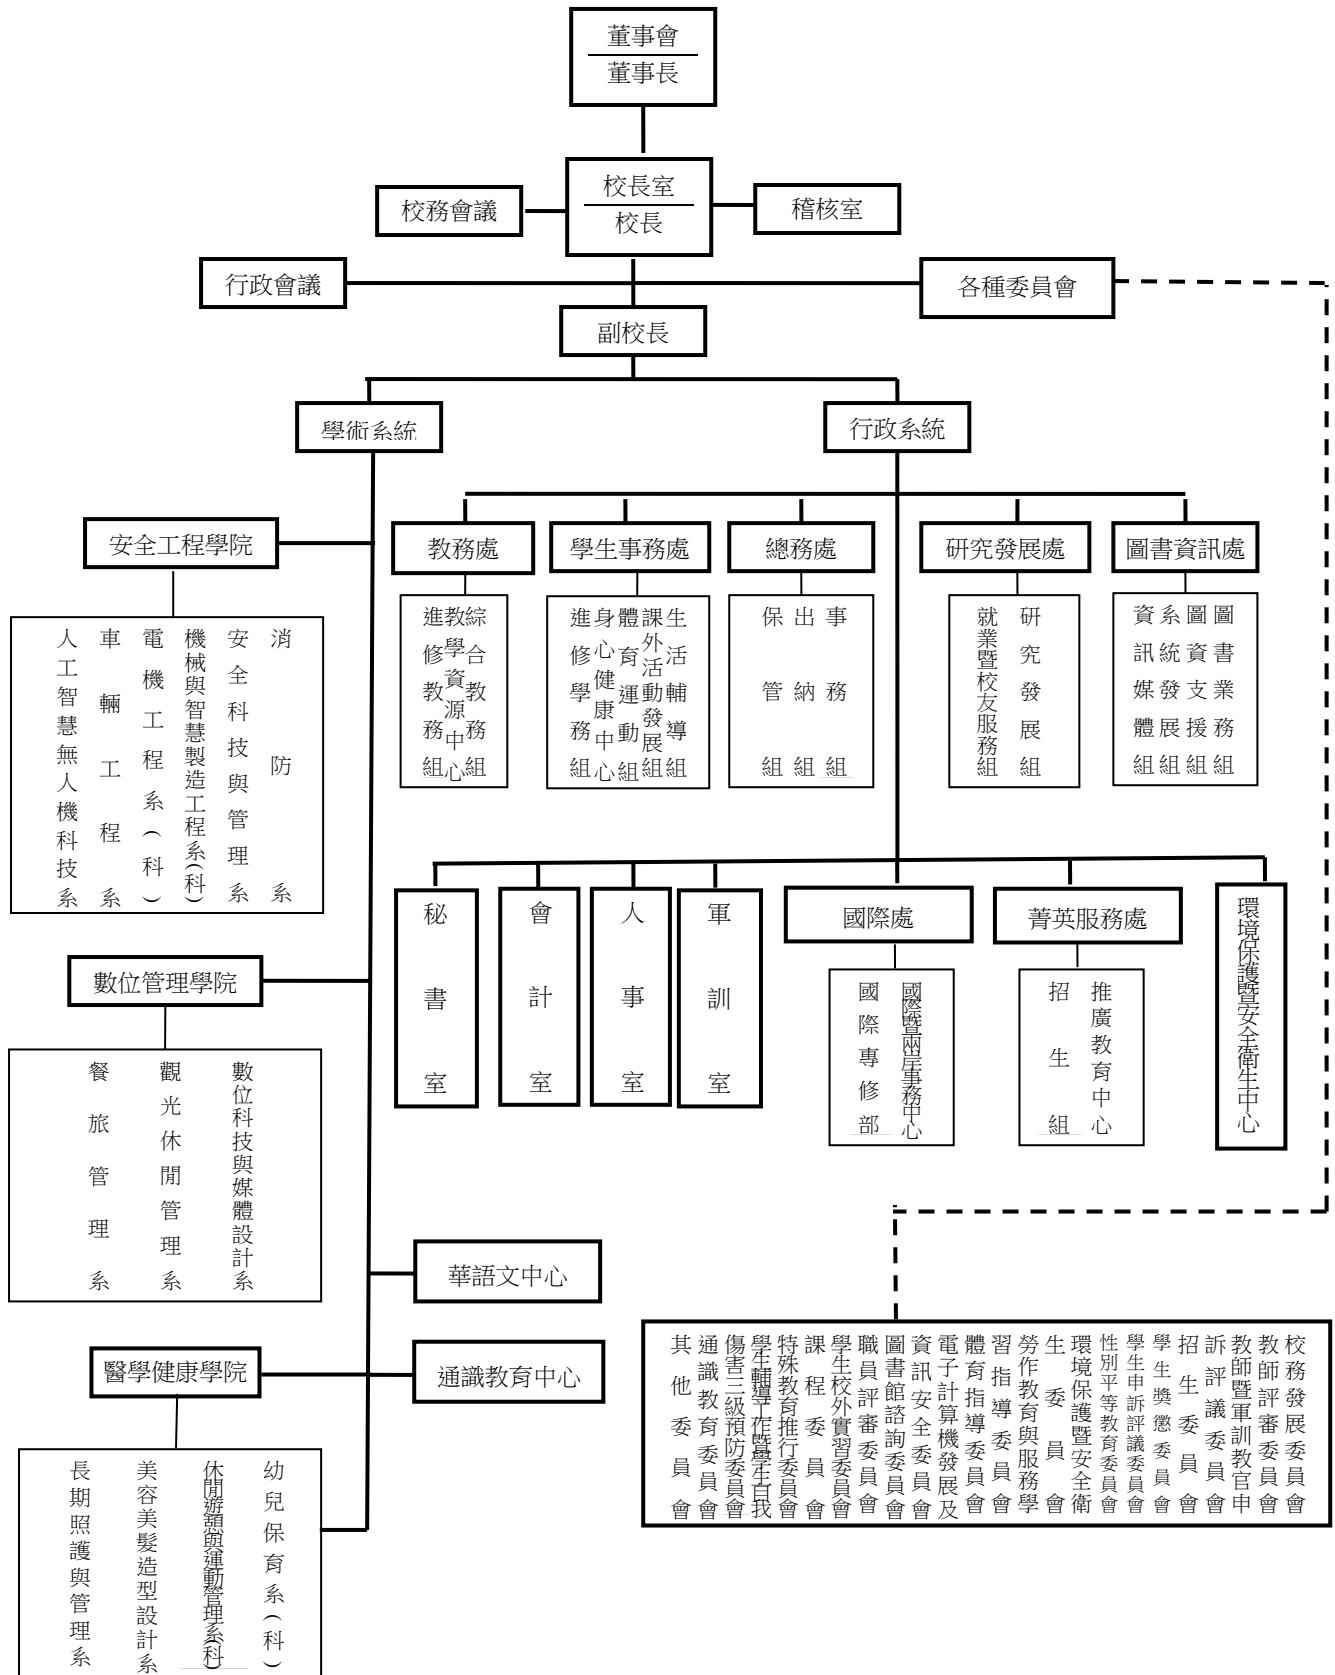 董事會
董事長
校長室
校長
校務會議
稽核室
行政會議
各種委員會
副校長
學術系統
行政系統
安全工程學院
消防系
安全科技與管理系
機械與智慧製造工程系(科)
電機工程系(科)
車輛工程系
人工智慧無人機科技系
教務處
綜合教務組
教學資源中心
進修教務組
學生事務處
生活輔導組
課外活動發展組
體育運動組
身心健康中心
進修學務組
總務處
事務組
出納組
保管組
研究發展處
研究發展組
就業暨校友服務組
圖書資訊處
圖書業務組
圖資支援組
系統發展組
資訊媒體組
秘書室
會計室
人事室
軍訓室
國際處
國際暨兩岸事務中心
國際專修部
菁英服務處
推廣教育中心
招生組
環境保護暨安全衛生中心
數位管理學院
數位科技與媒體設計系
觀光休閒管理系
餐旅管理系
華語文中心
醫學健康學院
通識教育中心
幼兒保育系(科)
休閒遊憩與運動管理系(科)
美容美髮造型設計系
長期照護與管理系
校務發展委員會
教師評審委員會
教師暨軍訓教官申
訴評議委員會
招生委員會
學生獎懲委員會
學生申訴評議委員會
性別平等教育委員會
環境保護暨安全衛
生委員會
勞作教育與服務學
習指導委員會
體育指導委員會
電子計算機發展及
資訊安全委員會
圖書館諮詢委員會
職員評審委員會
學生校外實習委員會
課程委員會
特殊教育推行委員會
學生輔導工作暨學生自我
傷害三級預防委員會
通識教育委員會
其他委員會